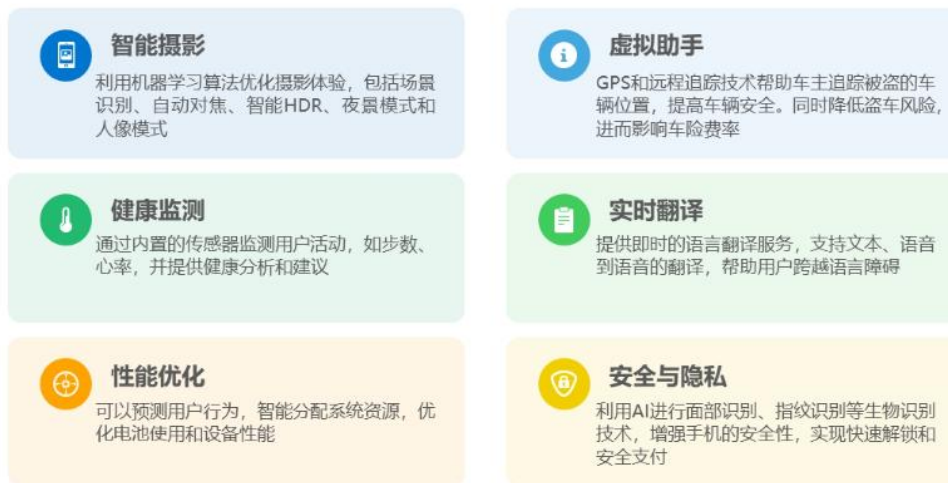 智能摄影
利用机器学习算法优化摄影体验，包括场景
识别、自动对焦、智能HDR、夜景模式和
人像模式
虚拟助手
GPS和远程追踪技术帮助车主追踪被盗的车
辆位置，提高车辆安全。同时降低盗车风险，
进而影响车险费率
健康监测
通过内置的传感器监测用户活动，如步数、
心率，并提供健康分析和建议
实时翻译
提供即时的语言翻译服务，支持文本、语音
到语音的翻译，帮助用户跨越语言障碍
性能优化
可以预测用户行为，智能分配系统资源，优
化电池使用和设备性能
安全与隐私
利用AI进行面部识别、指纹识别等生物识别
技术，增强手机的安全性，实现快速解锁和
安全支付